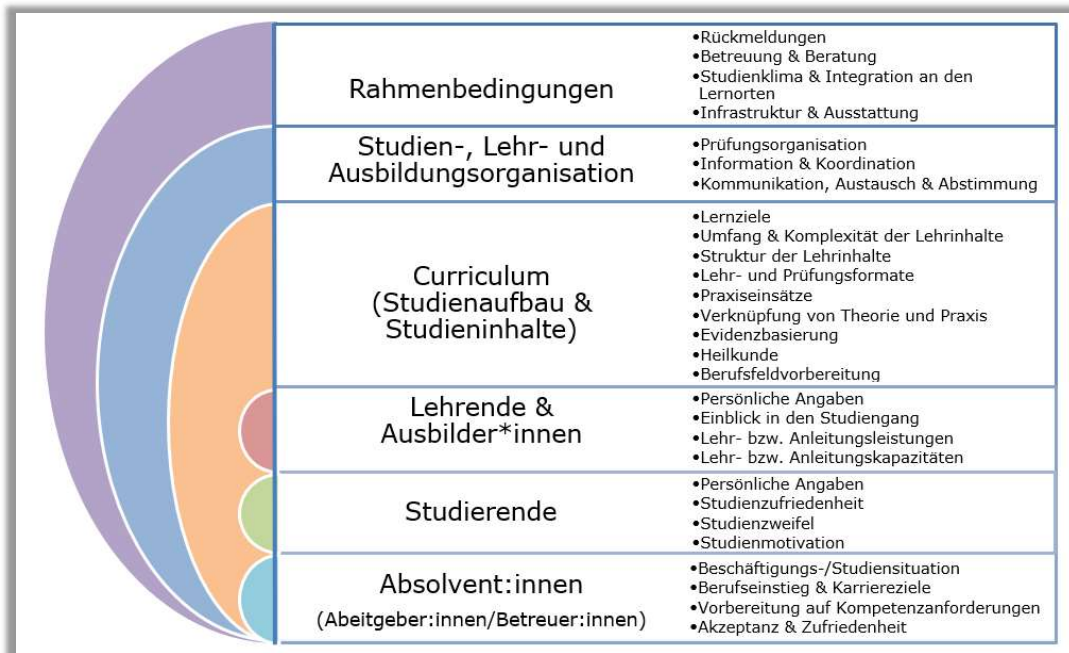 Rahmenbedingungen
•Rückmeldungen
•Betreuung & Beratung
•Studienklima & Integration an den
Lernorten
•Infrastruktur & Ausstattung
Studien-, Lehr- und
Ausbildungsorganisation
•Prüfungsorganisation
•Information & Koordination
•Kommunikation, Austausch & Abstimmung
Curriculum
(Studienaufbau &
Studieninhalte)
•Lernziele
•Umfang & Komplexität der Lehrinhalte
•Struktur der Lehrinhalte
•Lehr- und Prüfungsformate
•Praxiseinsätze
•Verknüpfung von Theorie und Praxis
•Evidenzbasierung
•Heilkunde
•Berufsfeldvorbereitung
Lehrende &
Ausbilder*innen
•Persönliche Angaben
•Einblick in den Studiengang
•Lehr- bzw. Anleitungsleistungen
•Lehr- bzw. Anleitungskapazitäten
Studierende
•Persönliche Angaben
•Studienzufriedenheit
•Studienzweifel
•Studienmotivation
Absolvent:innen
(Abeitgeber:innen/Betreuer:innen)
•Beschäftigungs-/Studiensituation
•Berufseinstieg & Karriereziele
•Vorbereitung auf Kompetenzanforderungen
•Akzeptanz & Zufriedenheit